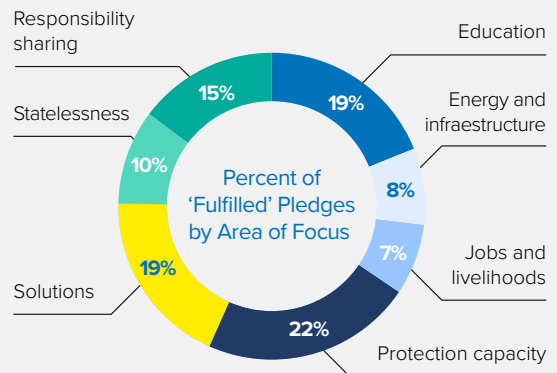 Responsibility
sharing
Education
15%
19%
Statelessness
Energy and
infraestructure
10%
Percent of
‘Fulfilled’ Pledges
by Area of Focus
8%
7%
Jobs and
livelihoods
19%
Solutions
22%
Protection capacity